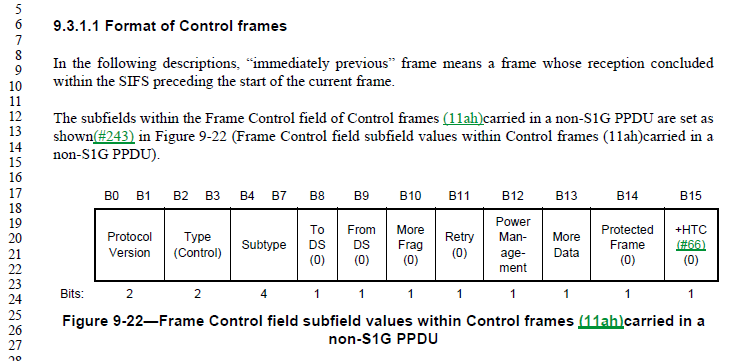 5
6 9.3.1.1 Format of Control frames
7
8 In the following descriptions, “immediately previous” frame means a frame whose reception concluded
9
10 within the SIFS preceding the start of the current frame.
11
12 The subfields within the Frame Control field of Control frames (11ah)carried in a non-S1G PPDU are set as
13 shown(#243) in Figure 9-22 (Frame Control field subfield values within Control frames (11ah)carried in a
14
15 non-S1G PPDU).
16
17 B0 B1 B2 B3 B4 B7 B8 B9 B10 B11 B12 B13 B14 B15
18
19 To From More Power Protected +HTC
20 Protocol Type Subtype DS DS Frag Retry Man- More Frame (#66)
21 Version (Control) (0) (0) (0) (0) age- Data (0) (0)
22 ment
23
24 Bits: 2 2 4 1 1 1 1 1 1 1 1
25
26 Figure 9-22—Frame Control field subfield values within Control frames (11ah)carried in a
27 non-S1G PPDU
28